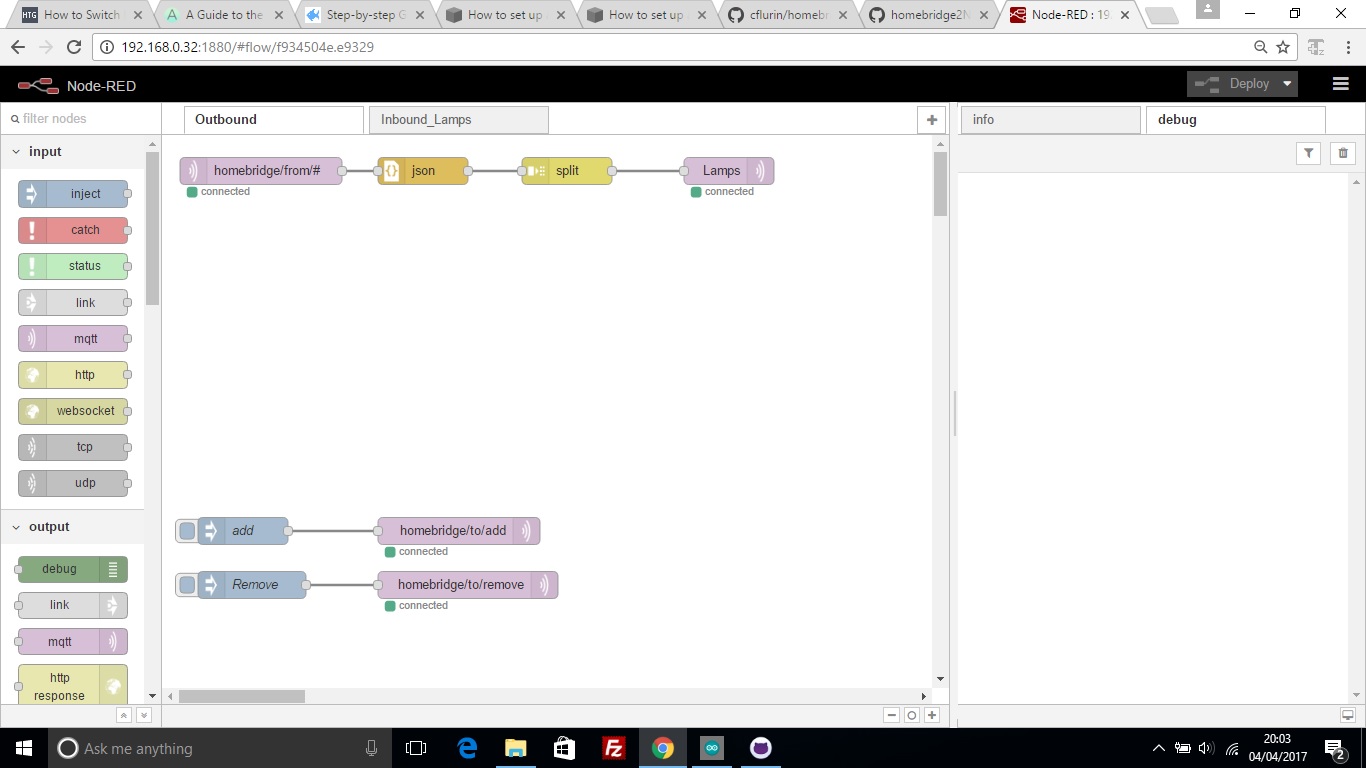 HTG How to Switch
A A Guide to the
Step-by-step G
How to set up
How to set up
cflurin/homebr
homebridge2N
Node-RED : 19
192.168.0.32:1880/#flow/f934504e.e9329
Node-RED
Deploy
filter nodes
Outbound
Inbound_Lamps
info
debug
input
inject
catch
status
link
mqtt
http
websocket
tcp
udp
output
debug
link
mqtt
http
response
homebridge/from/#
connected
json
split
Lamps
connected
add
homebridge/to/add
connected
Remove
homebridge/to/remove
connected
Ask me anything
20:03
04/04/2017
2